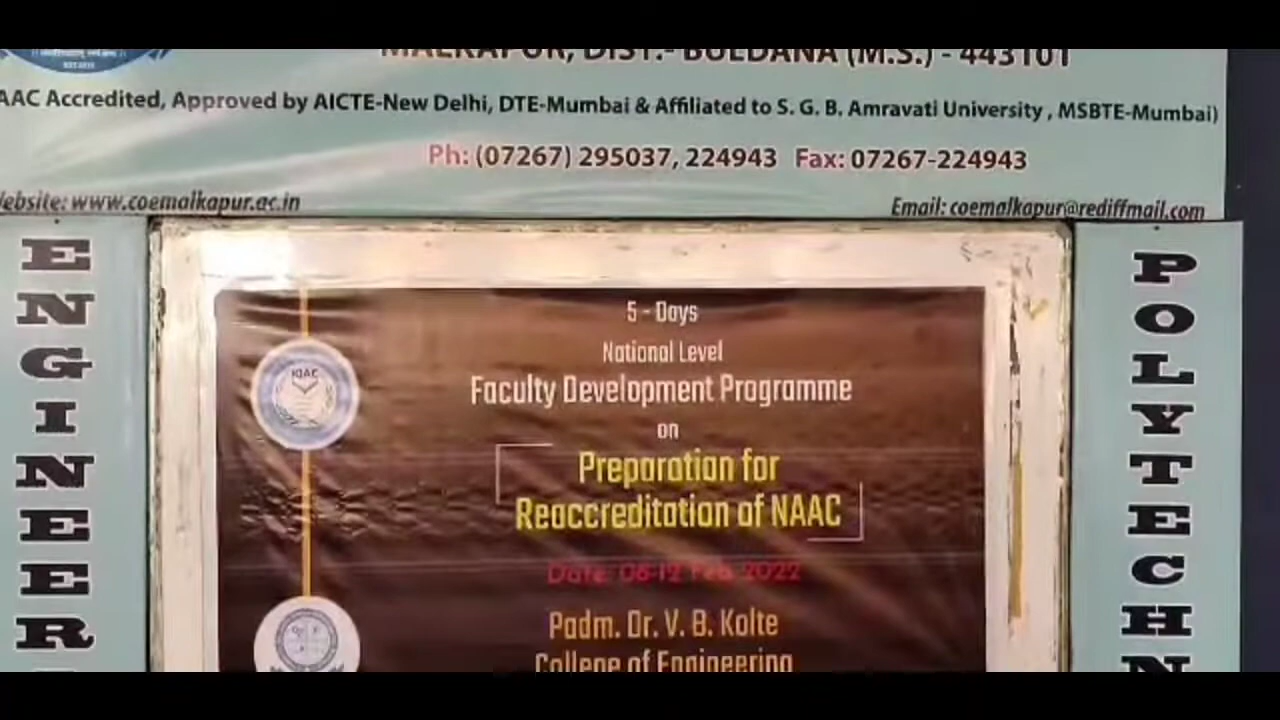 MALKAPUR, DIST.- BULDANA (M.S.) - 443101
AAC Accredited, Approved by AICTE-New Delhi, DTE-Mumbai & Affiliated to S. G. B. Amravati University , MSBTE-Mumbai)
Ph: (07267) 295037, 224943 Fax: 07267-224943
ebsite: www.coemalkapur.ac.in
Email: coemalkapur@rediffmail.com
ENGINEER
POLYTECHN
5 - Days
National Level
Faculty Development Programme
on
IQAC
Preparation for
Reaccreditation of NAAC
Date: 08-12 Feb 2022
Padm. Dr. V. B. Kolte
College of Engineering